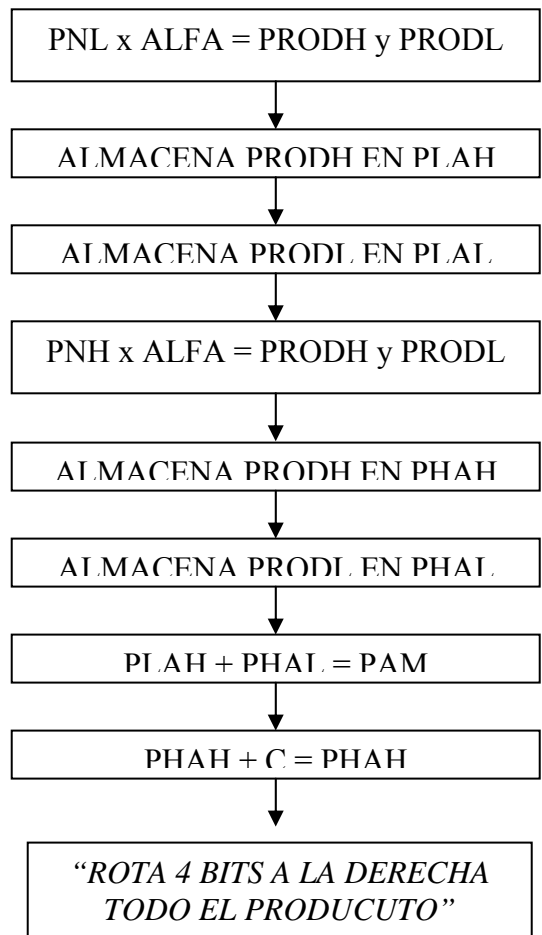 PNL x ALFA = PRODH y PRODL
ALMACENA PRODH EN PLAH
ALMACENA PRODL EN PLAL
PNH x ALFA = PRODH y PRODL
ALMACENA PRODH EN PHAH
ALMACENA PRODL EN PHAL
PLAH + PHAL = PAM
PHAH + C = PHAH
“ROTA 4 BITS A LA DERECHA
TODO EL PRODUCUTO”